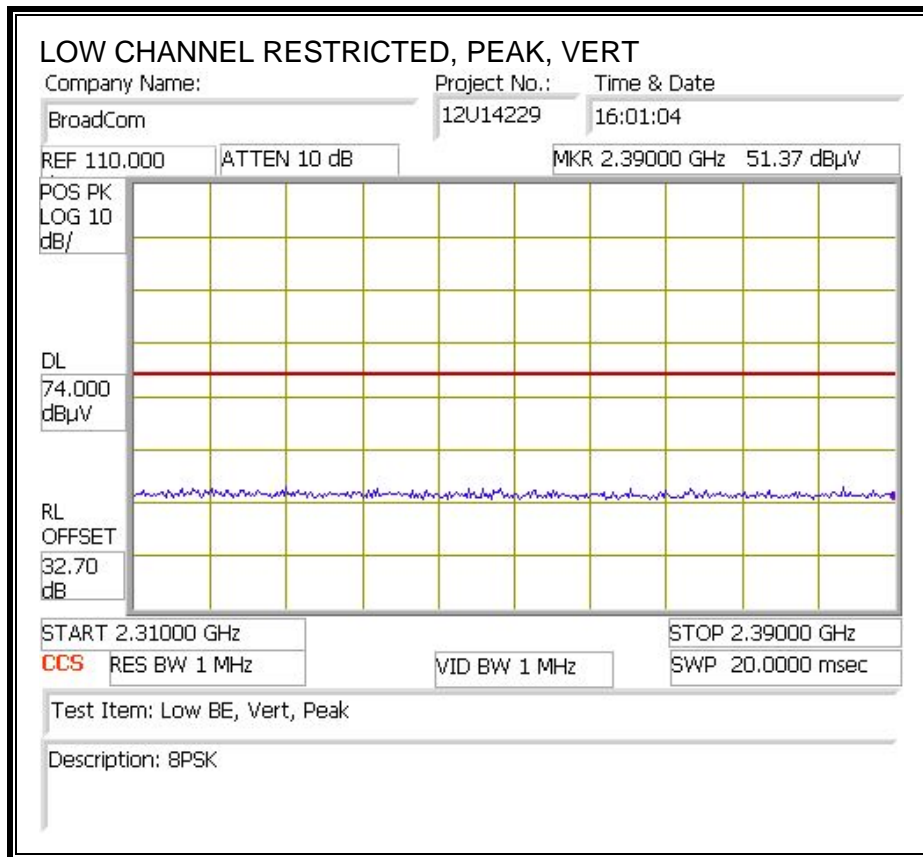 LOW CHANNEL RESTRICTED, PEAK, VERT
Company Name: Project No.: Time & Date
BroadCom 12U14229 16:01:04
REF 110.000 ATTEN 10 dB MKR 2.39000 GHz 51.37 dBµV
POS PK
LOG 10
dB/
DL
74.000
dBµV
RL
OFFSET
32.70
dB
START 2.31000 GHz STOP 2.39000 GHz
CCS RES BW 1 MHz VID BW 1 MHz SWP 20.0000 msec
Test Item: Low BE, Vert, Peak
Description: 8PSK